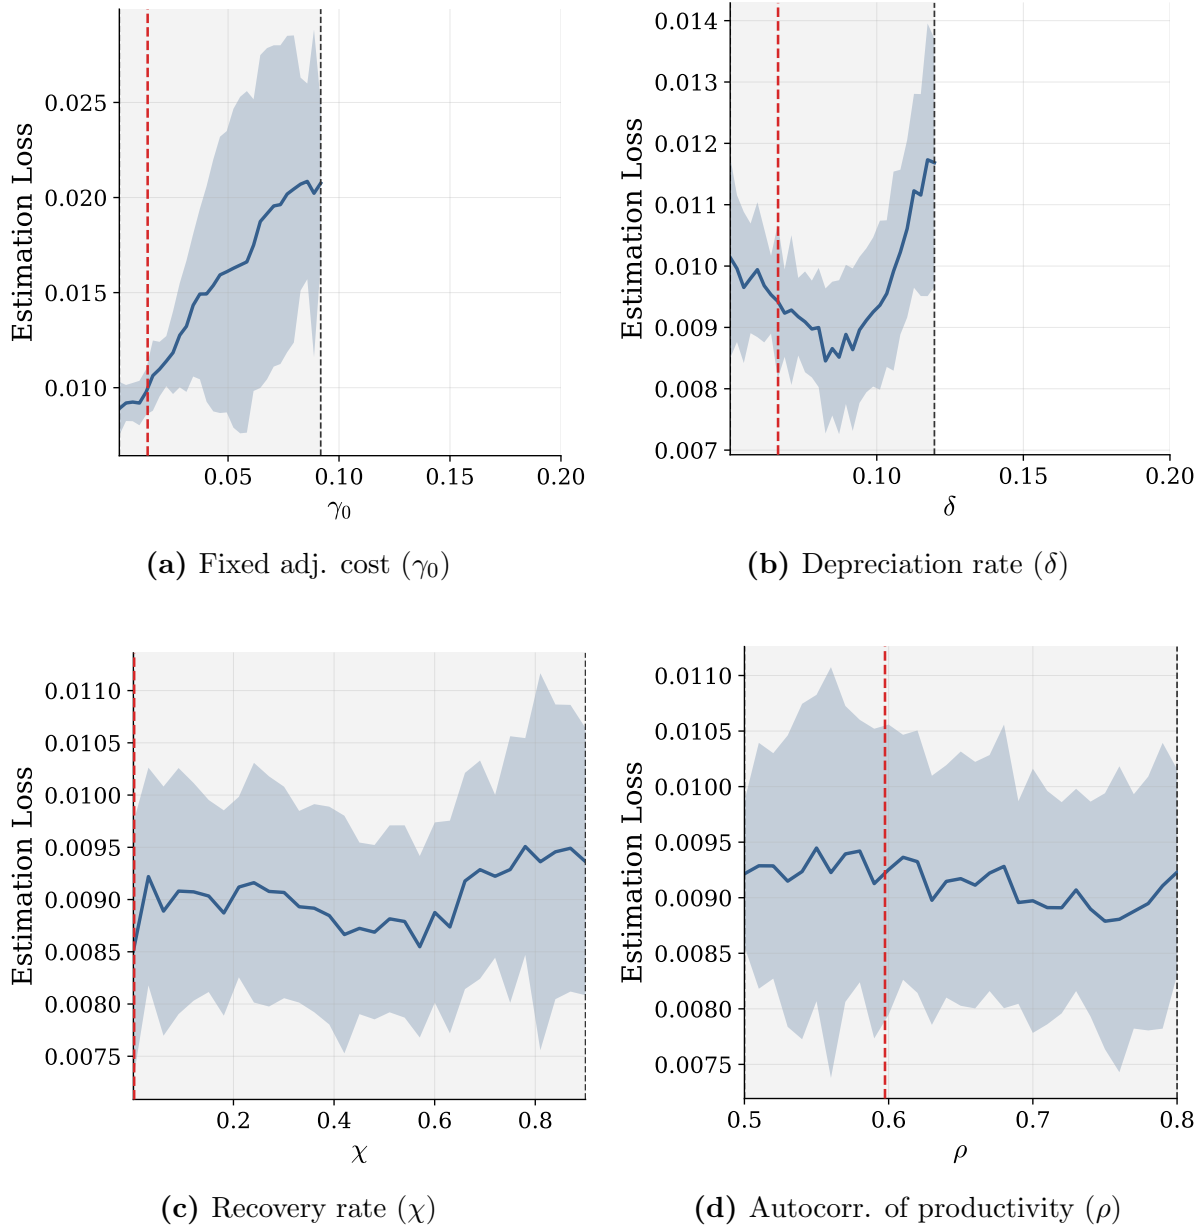 0.025
0.020
0.015
0.010
Estimation Loss
0.05 0.10 0.15 0.20
γ₀
(a) Fixed adj. cost (γ₀)
0.014
0.013
0.012
0.011
0.010
0.009
0.008
0.007
Estimation Loss
0.10 0.15 0.20
δ
(b) Depreciation rate (δ)
0.0110
0.0105
0.0100
0.0095
0.0090
0.0085
0.0080
0.0075
Estimation Loss
0.2 0.4 0.6 0.8
χ
(c) Recovery rate (χ)
0.0110
0.0105
0.0100
0.0095
0.0090
0.0085
0.0080
0.0075
Estimation Loss
0.5 0.6 0.7 0.8
ρ
(d) Autocorr. of productivity (ρ)